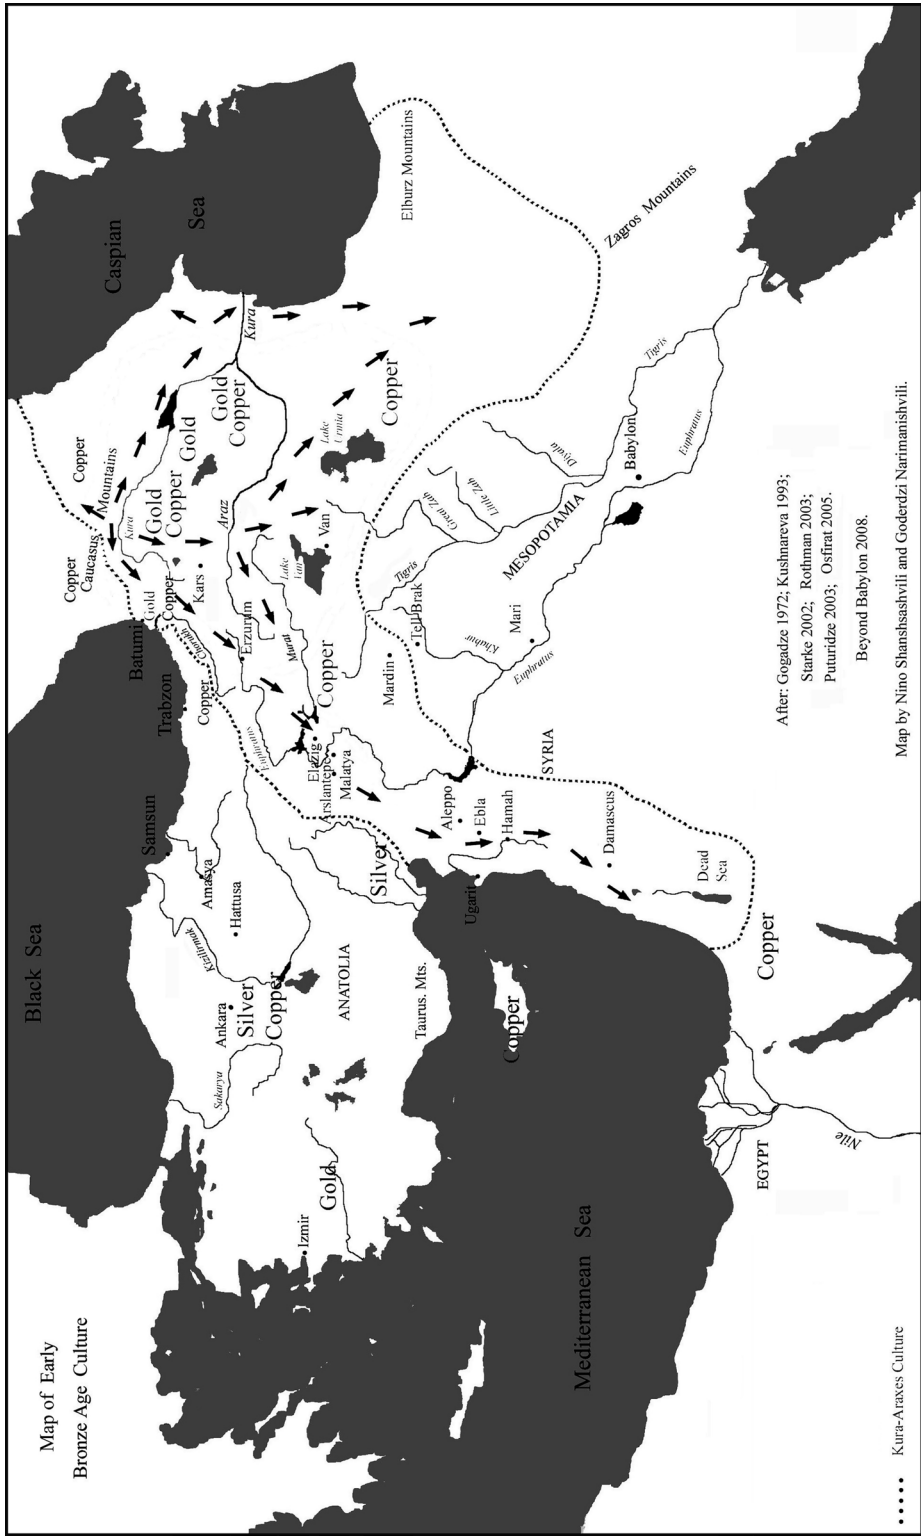 Map of Early
Bronze Age Culture
Black Sea
Caspian
Sea
Mediterranean Sea
Samsun
Trabzon
Batumi
Copper
Caucasus
Mountains
Copper
Gold
Copper
Kura
Gold
Copper
Gold
Gold
Copper
Kura
Kars
Chorukh
Copper
Araz
Erzurum
Euphratus
Murat
Lake
Van
Van
Lake
Urmia
Copper
Elburz Mountains
Zagros Mountains
Amasya
Hattusa
Kizilirmak
Ankara
Silver
Copper
Sakarya
ANATOLIA
Gold
Izmir
Taurus. Mts.
Silver
Elazig
Copper
Arslantepe
Malatya
Mardin
Tell Brak
Tigris
Great Zab
Little Zab
Diyala
MESOPOTAMIA
Khabur
Mari
Euphratus
Babylon
Tigris
Euphratus
Aleppo
Ebla
Hamah
Ugarit
SYRIA
Damascus
Dead
Sea
Copper
Copper
EGYPT
Nile
After: Gogadze 1972; Kushnareva 1993;
Starke 2002; Rothman 2003;
Puturidze 2003; Osfirat 2005.
Beyond Babylon 2008.
Kura-Araxes Culture
Map by Nino Shanshsashvili and Goderdzi Narimanishvili.